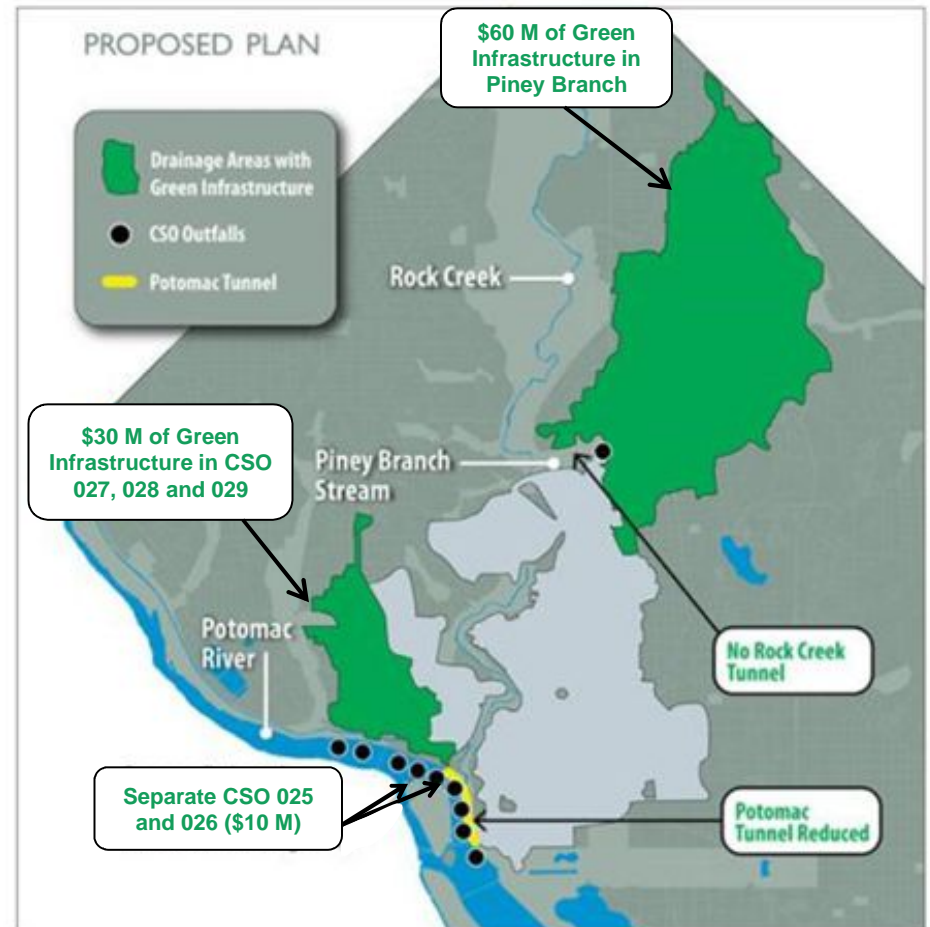 PROPOSED PLAN
$60 M of Green
Infrastructure in
Piney Branch
Drainage Areas with
Green Infrastructure
CSO Outfalls
Potomac Tunnel
Rock Creek
$30 M of Green
Infrastructure in CSO
027, 028 and 029
Piney Branch
Stream
Potomac
River
No Rock Creek
Tunnel
Separate CSO 025
and 026 ($10 M)
Potomac
Tunnel Reduced